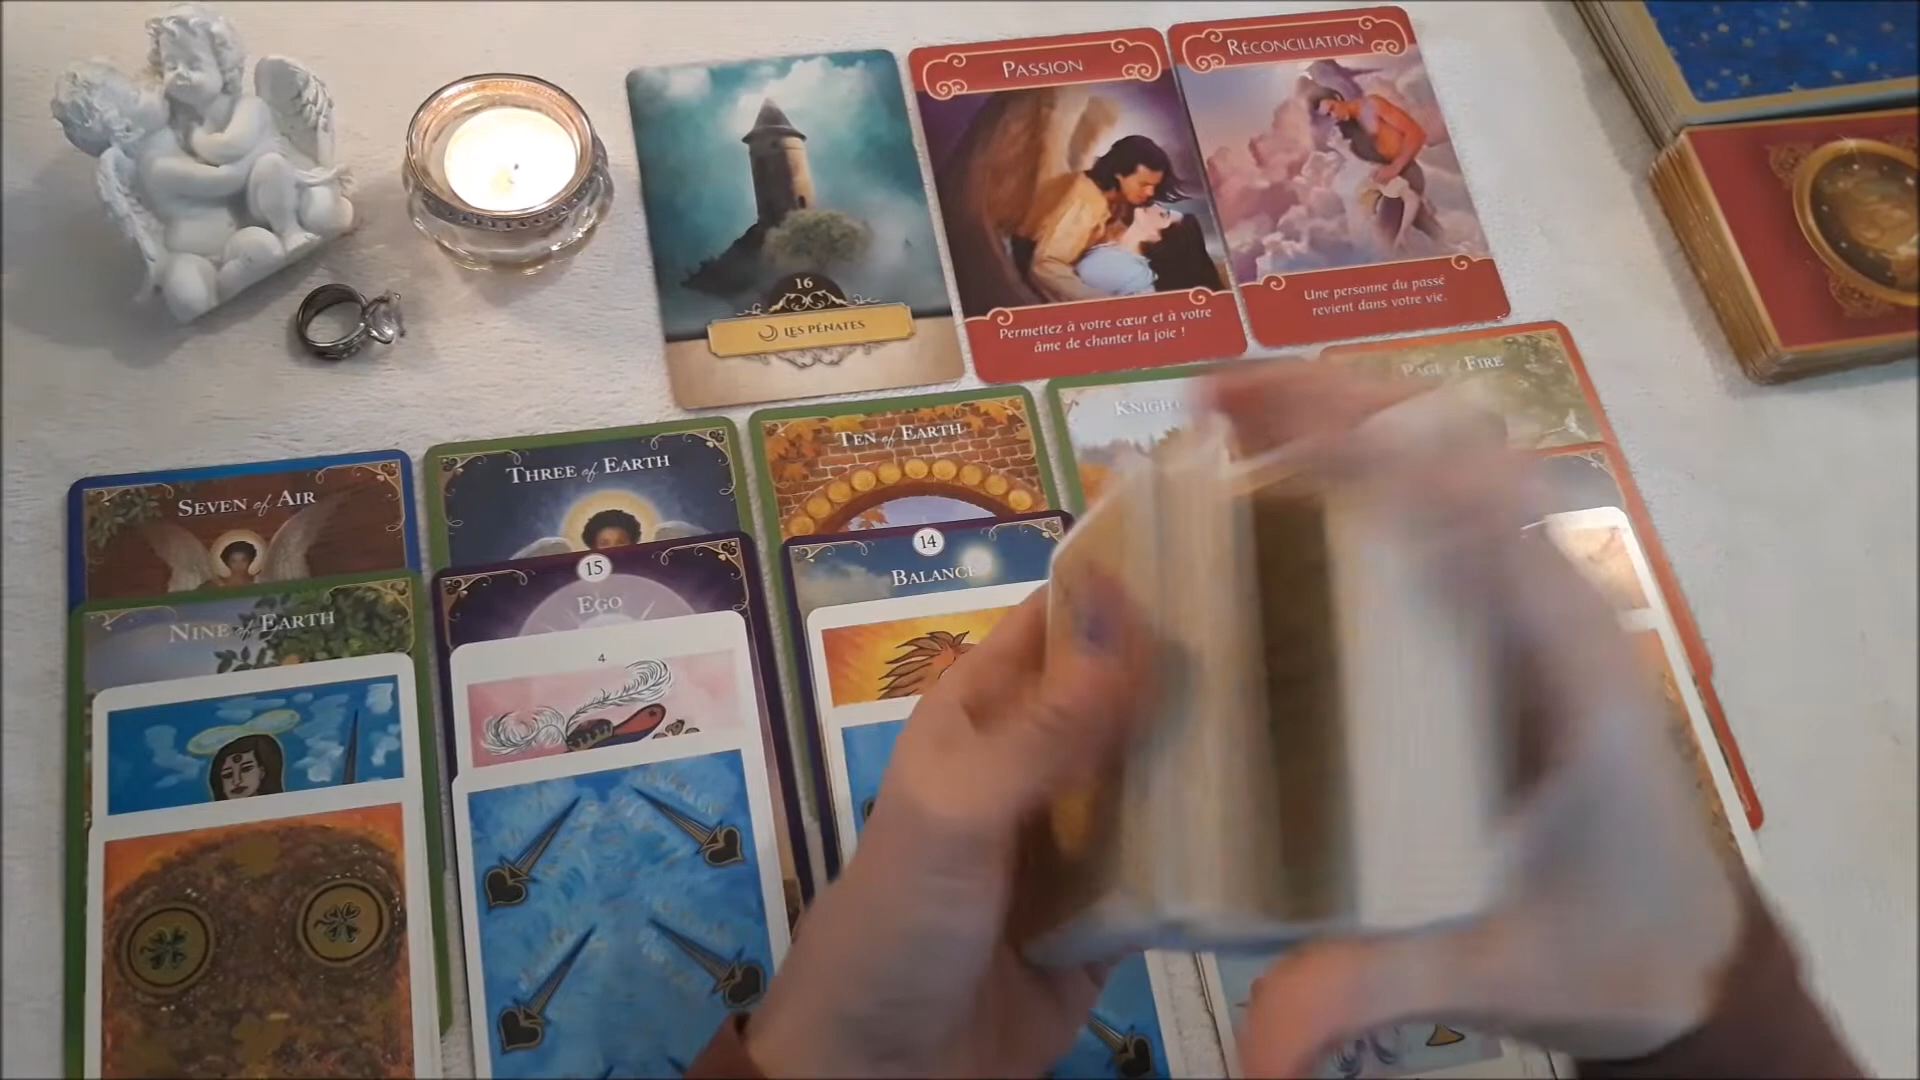 PASSION
RÉCONCILIATION
16
LES PÉNATES
Permettez à votre cœur et à votre
âme de chanter la joie !
Une personne du passé
revient dans votre vie.
SEVEN of AIR
THREE of EARTH
TEN of EARTH
KNIGHT
PAGE of FIRE
NINE of EARTH
15
EGO
14
BALANCE
4